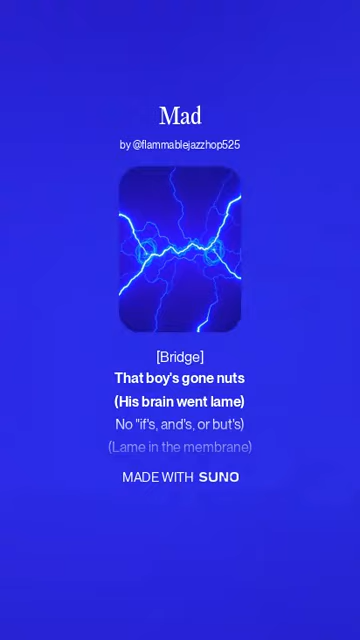 Mad
by @flammablejazzhop525
[Bridge]
That boy's gone nuts
(His brain went lame)
No "if's, and's, or but's)
(Lame in the membrane)
MADE WITH SUNO